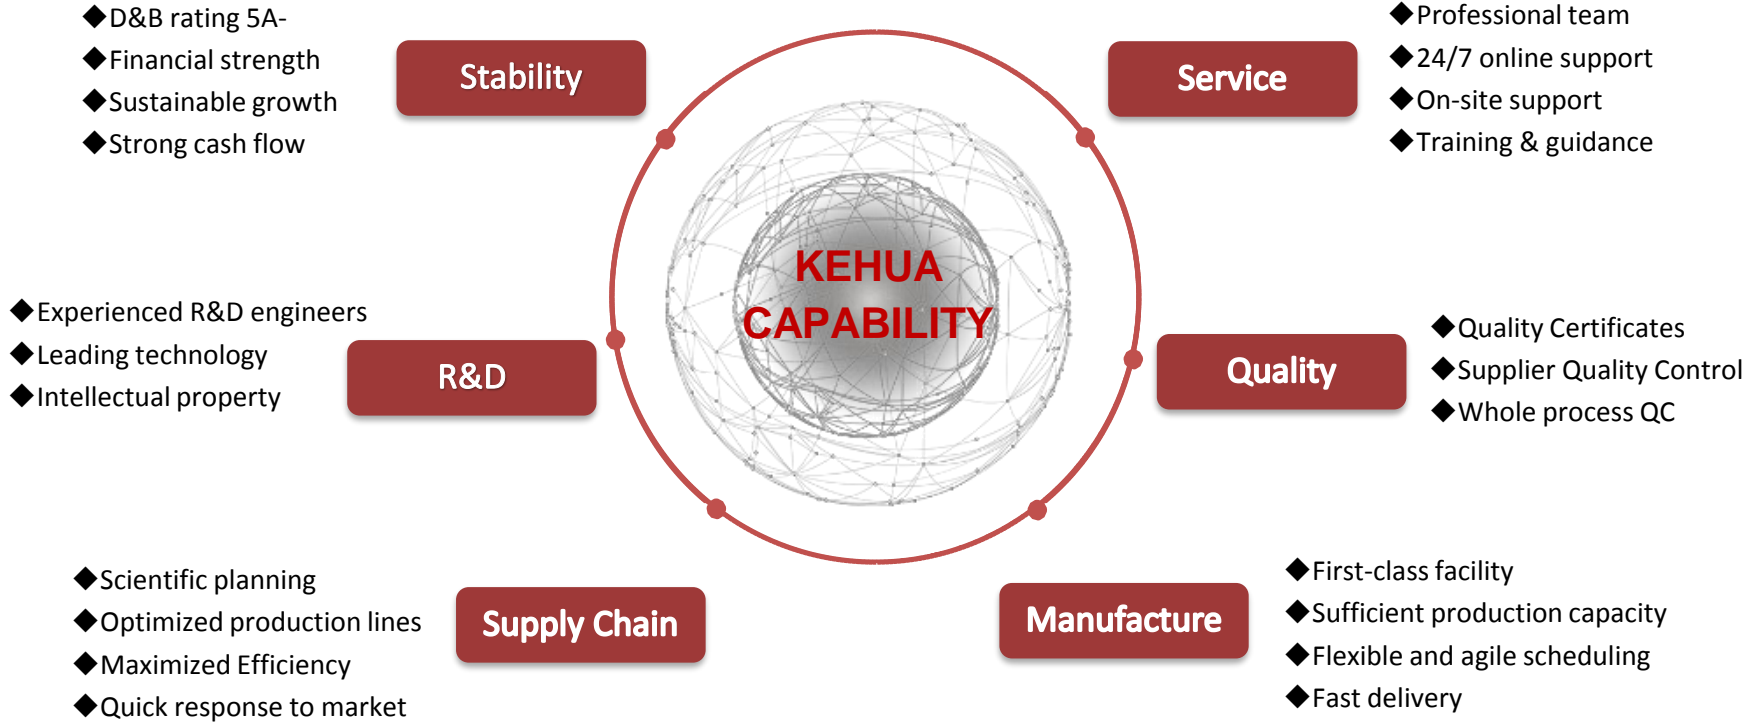 ◆D&B rating 5A-
◆Financial strength
◆Sustainable growth
◆Strong cash flow
Stability
Service
◆Professional team
◆24/7 online support
◆On-site support
◆Training & guidance
KEHUA
CAPABILITY
◆Experienced R&D engineers
◆Leading technology
◆Intellectual property
R&D
Quality
◆Quality Certificates
◆Supplier Quality Control
◆Whole process QC
◆Scientific planning
◆Optimized production lines
◆Maximized Efficiency
◆Quick response to market
Supply Chain
Manufacture
◆First-class facility
◆Sufficient production capacity
◆Flexible and agile scheduling
◆Fast delivery